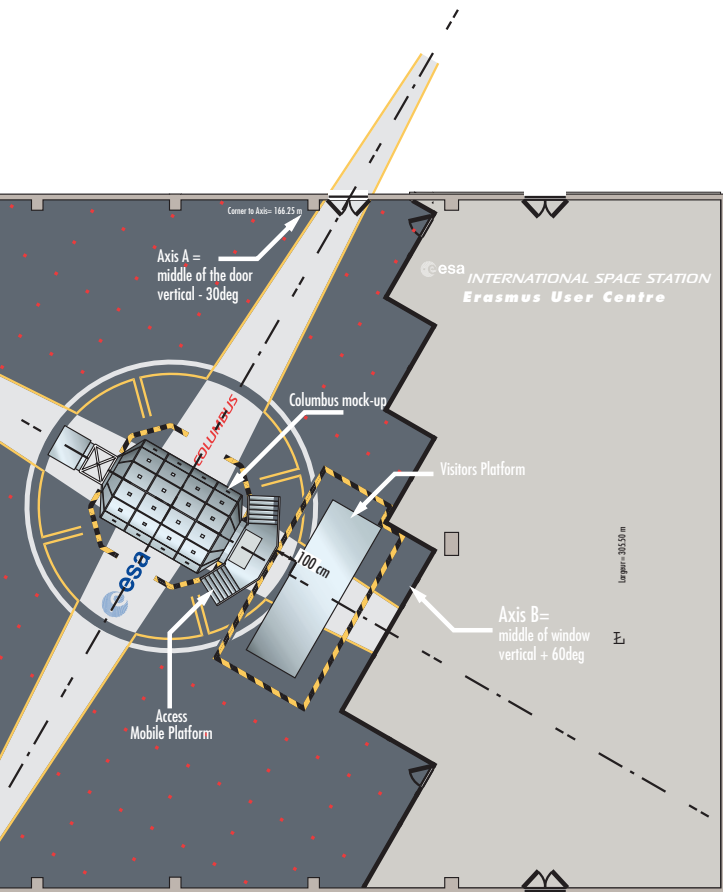 Corner to Axis= 166.25 m
Axis A =
middle of the door
vertical - 30deg
esa
INTERNATIONAL SPACE STATION
Erasmus User Centre
COLUMBUS
Columbus mock-up
Visitors Platform
100 cm
esa
Largeur = 305.50 m
Axis B=
middle of window
vertical + 60deg
Access
Mobile Platform